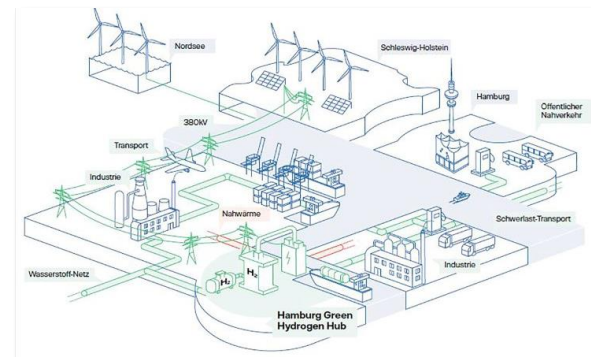 Nordsee
Schleswig-Holstein
Hamburg
Öffentlicher
Nahverkehr
380kV
Transport
Industrie
Nahwärme
Schwerlast-Transport
Wasserstoff-Netz
H₂
H₂
Industrie
Hamburg Green
Hydrogen Hub